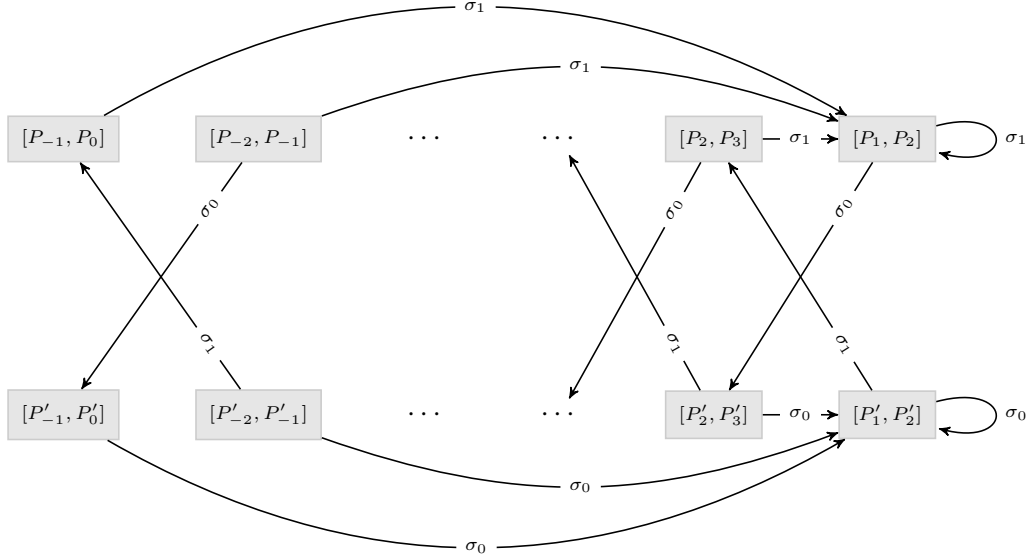 σ₁
σ₁
[P₋₁, P₀] [P₋₂, P₋₁] ··· ··· [P₂, P₃] σ₁ [P₁, P₂] σ₁
σ₀ σ₀ σ₀
σ₁ σ₁ σ₁
[P′₋₁, P′₀] [P′₋₂, P′₋₁] ··· ··· [P′₂, P′₃] σ₀ [P′₁, P′₂] σ₀
σ₀
σ₀